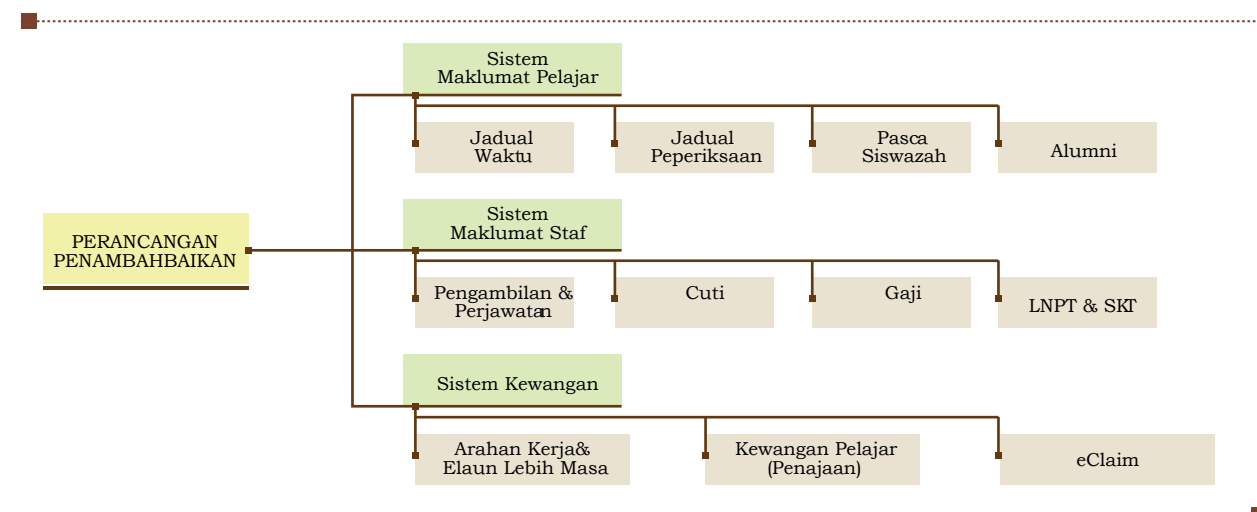 Sistem
Maklumat Pelajar
Jadual
Waktu
Jadual
Peperiksaan
Pasca
Siswazah
Alumni
PERANCANGAN
PENAMBAHBAIKAN
Sistem
Maklumat Staf
Pengambilan &
Perjawatan
Cuti
Gaji
LNPT & SKT
Sistem Kewangan
Arahan Kerja&
Elaun Lebih Masa
Kewangan Pelajar
(Penajaan)
eClaim